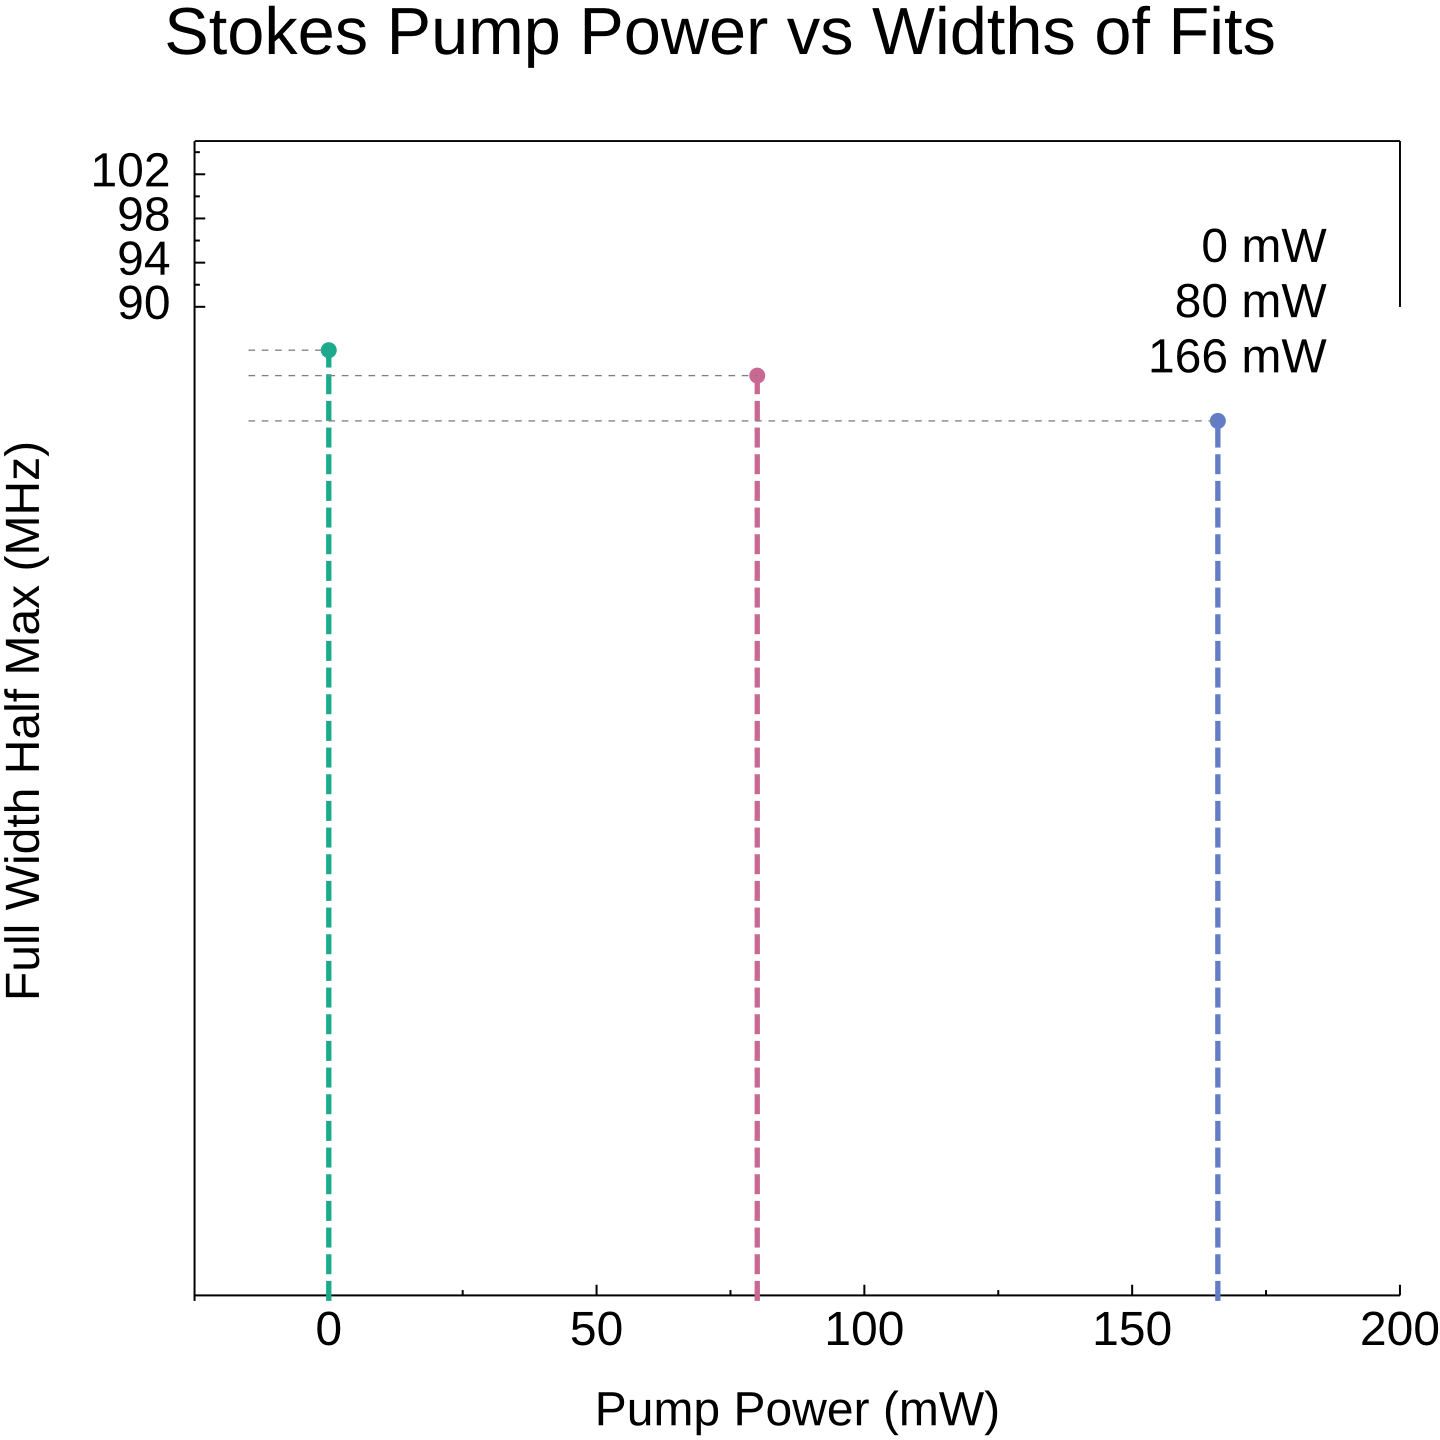 Stokes Pump Power vs Widths of Fits
102
98
94
90
0 mW
80 mW
166 mW
Full Width Half Max (MHz)
0 50 100 150 200
Pump Power (mW)